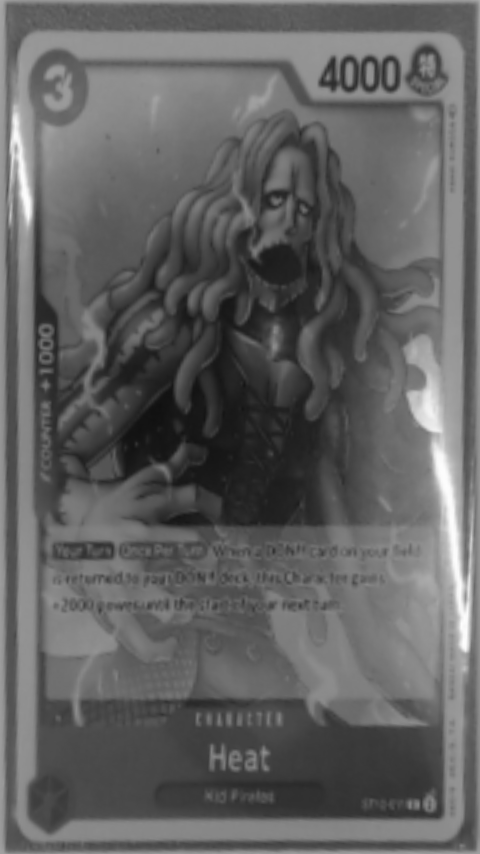 3
4000
COUNTER +1000
Your Turn Once Per Turn When a DON!! card on your field
is returned to your DON!! deck, this Character gains
+2000 power until the start of your next turn.
CHARACTER
Heat
Kid Pirates